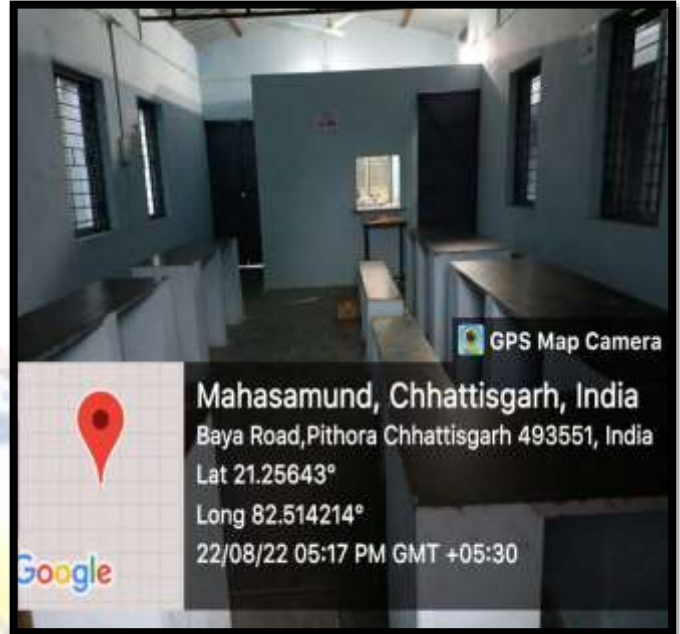 GPS Map Camera
Mahasamund, Chhattisgarh, India
Baya Road,Pithora Chhattisgarh 493551, India
Lat 21.25643°
Long 82.514214°
22/08/22 05:17 PM GMT +05:30
Google